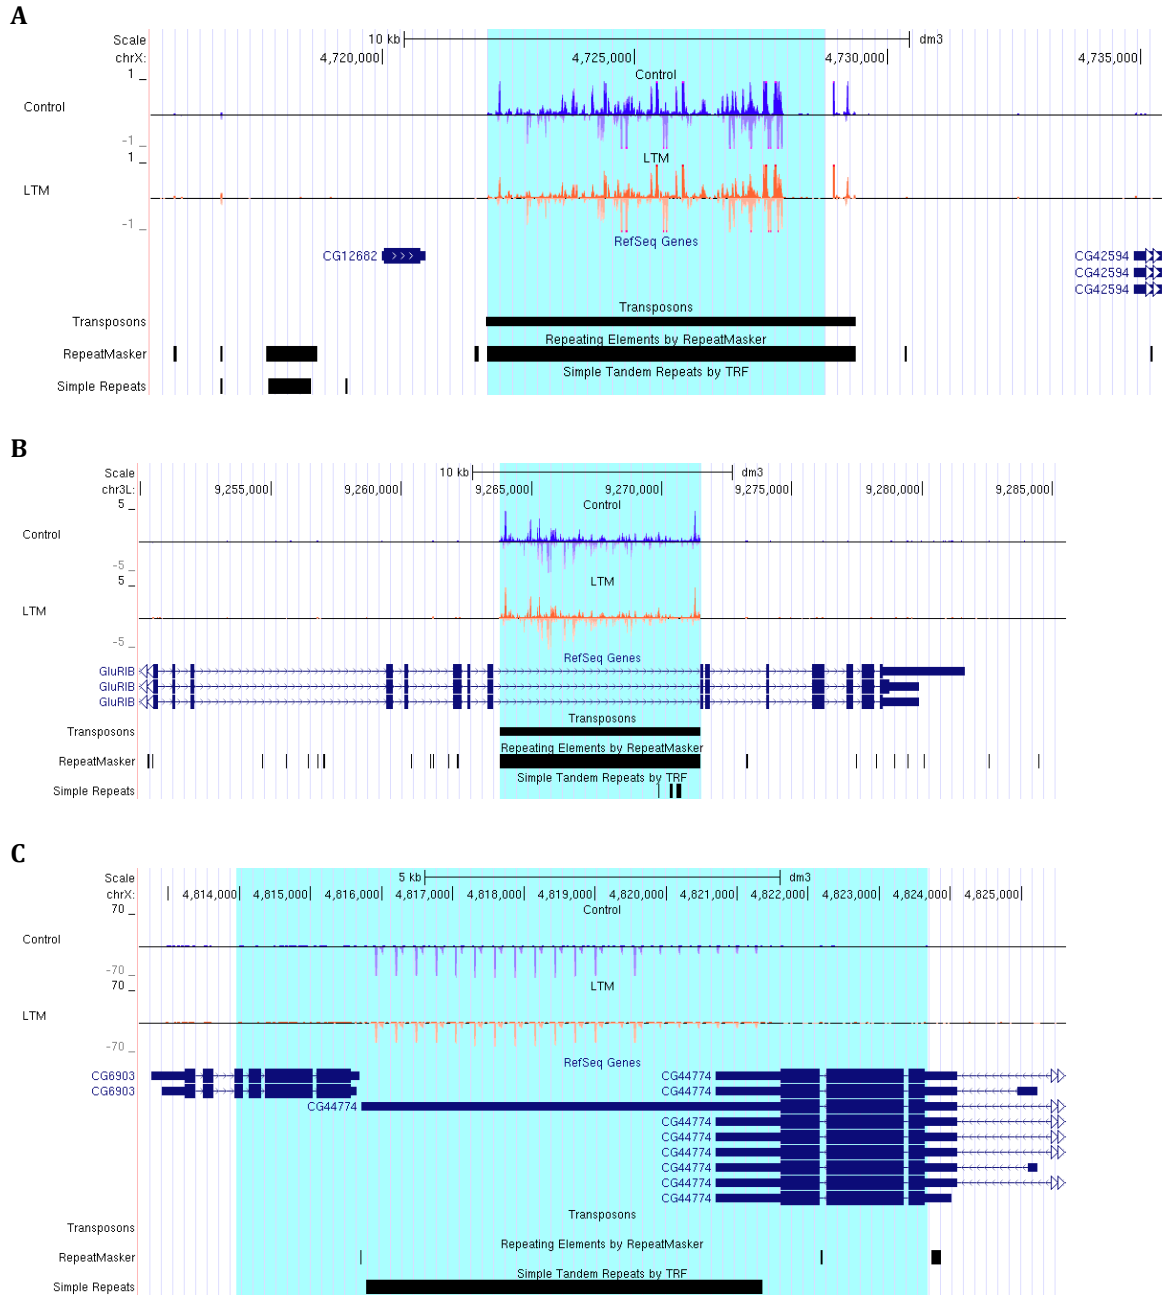 A
Scale 10 kb dm3
chrX: 4,720,000 4,725,000 4,730,000 4,735,000
Control
1 _
Control
-1 _
LTM
1 _
LTM
-1 _
RefSeq Genes
CG12682 CG42594
CG42594
CG42594
Transposons
Transposons
Repeating Elements by RepeatMasker
RepeatMasker
Simple Tandem Repeats by TRF
Simple Repeats
B
Scale 10 kb dm3
chr3L: 9,255,000 9,260,000 9,265,000 9,270,000 9,275,000 9,280,000 9,285,000
Control
5 _
Control
-5 _
LTM
5 _
LTM
-5 _
RefSeq Genes
GluRIB
GluRIB
GluRIB
Transposons
Transposons
Repeating Elements by RepeatMasker
RepeatMasker
Simple Tandem Repeats by TRF
Simple Repeats
C
Scale 5 kb dm3
chrX: 4,814,000 4,815,000 4,816,000 4,817,000 4,818,000 4,819,000 4,820,000 4,821,000 4,822,000 4,823,000 4,824,000 4,825,000
70 _ Control
Control
-70 _
70 _ LTM
LTM
-70 _
RefSeq Genes
CG6903 CG44774
CG6903 CG44774
CG44774
CG44774
CG44774
CG44774
CG44774
CG44774
CG44774
Transposons
Transposons
Repeating Elements by RepeatMasker
RepeatMasker
Simple Tandem Repeats by TRF
Simple Repeats